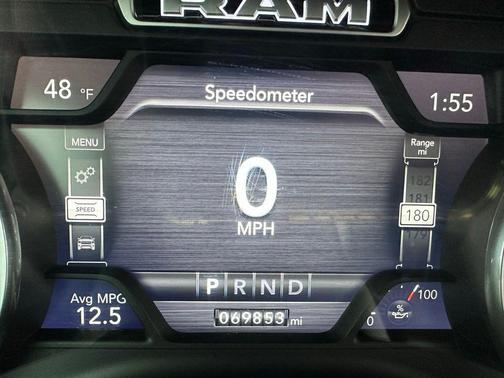 RAM
48 °F
Speedometer
1:55
MENU
Range
mi
182
181
SPEED
180
179
0
MPH
P R N D
Avg MPG
12.5
069853 mi
100
%
0